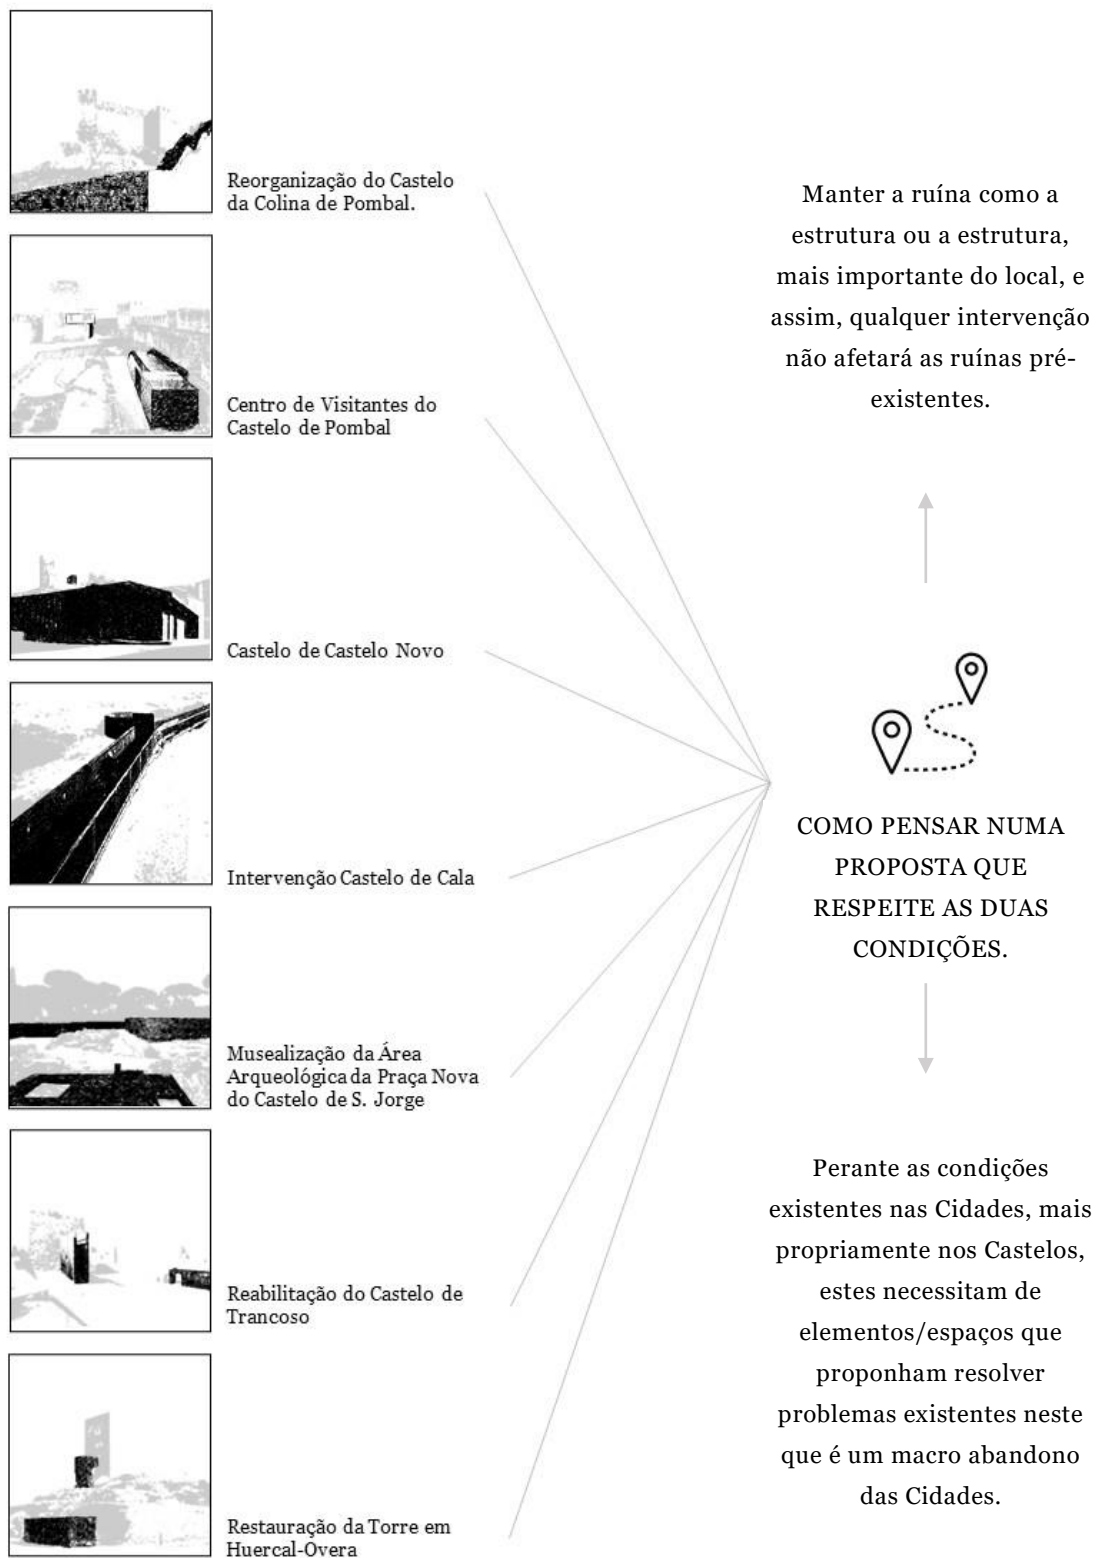 Reorganização do Castelo
da Colina de Pombal.
Centro de Visitantes do
Castelo de Pombal
Castelo de Castelo Novo
Intervenção Castelo de Cala
Musealização da Área
Arqueológica da Praça Nova
do Castelo de S. Jorge
Reabilitação do Castelo de
Trancoso
Restauração da Torre em
Huercal-Overa
Manter a ruína como a
estrutura ou a estrutura,
mais importante do local, e
assim, qualquer intervenção
não afetará as ruínas pré-
existentes.
COMO PENSAR NUMA
PROPOSTA QUE
RESPEITE AS DUAS
CONDIÇÕES.
Perante as condições
existentes nas Cidades, mais
propriamente nos Castelos,
estes necessitam de
elementos/espaços que
proponham resolver
problemas existentes neste
que é um macro abandono
das Cidades.